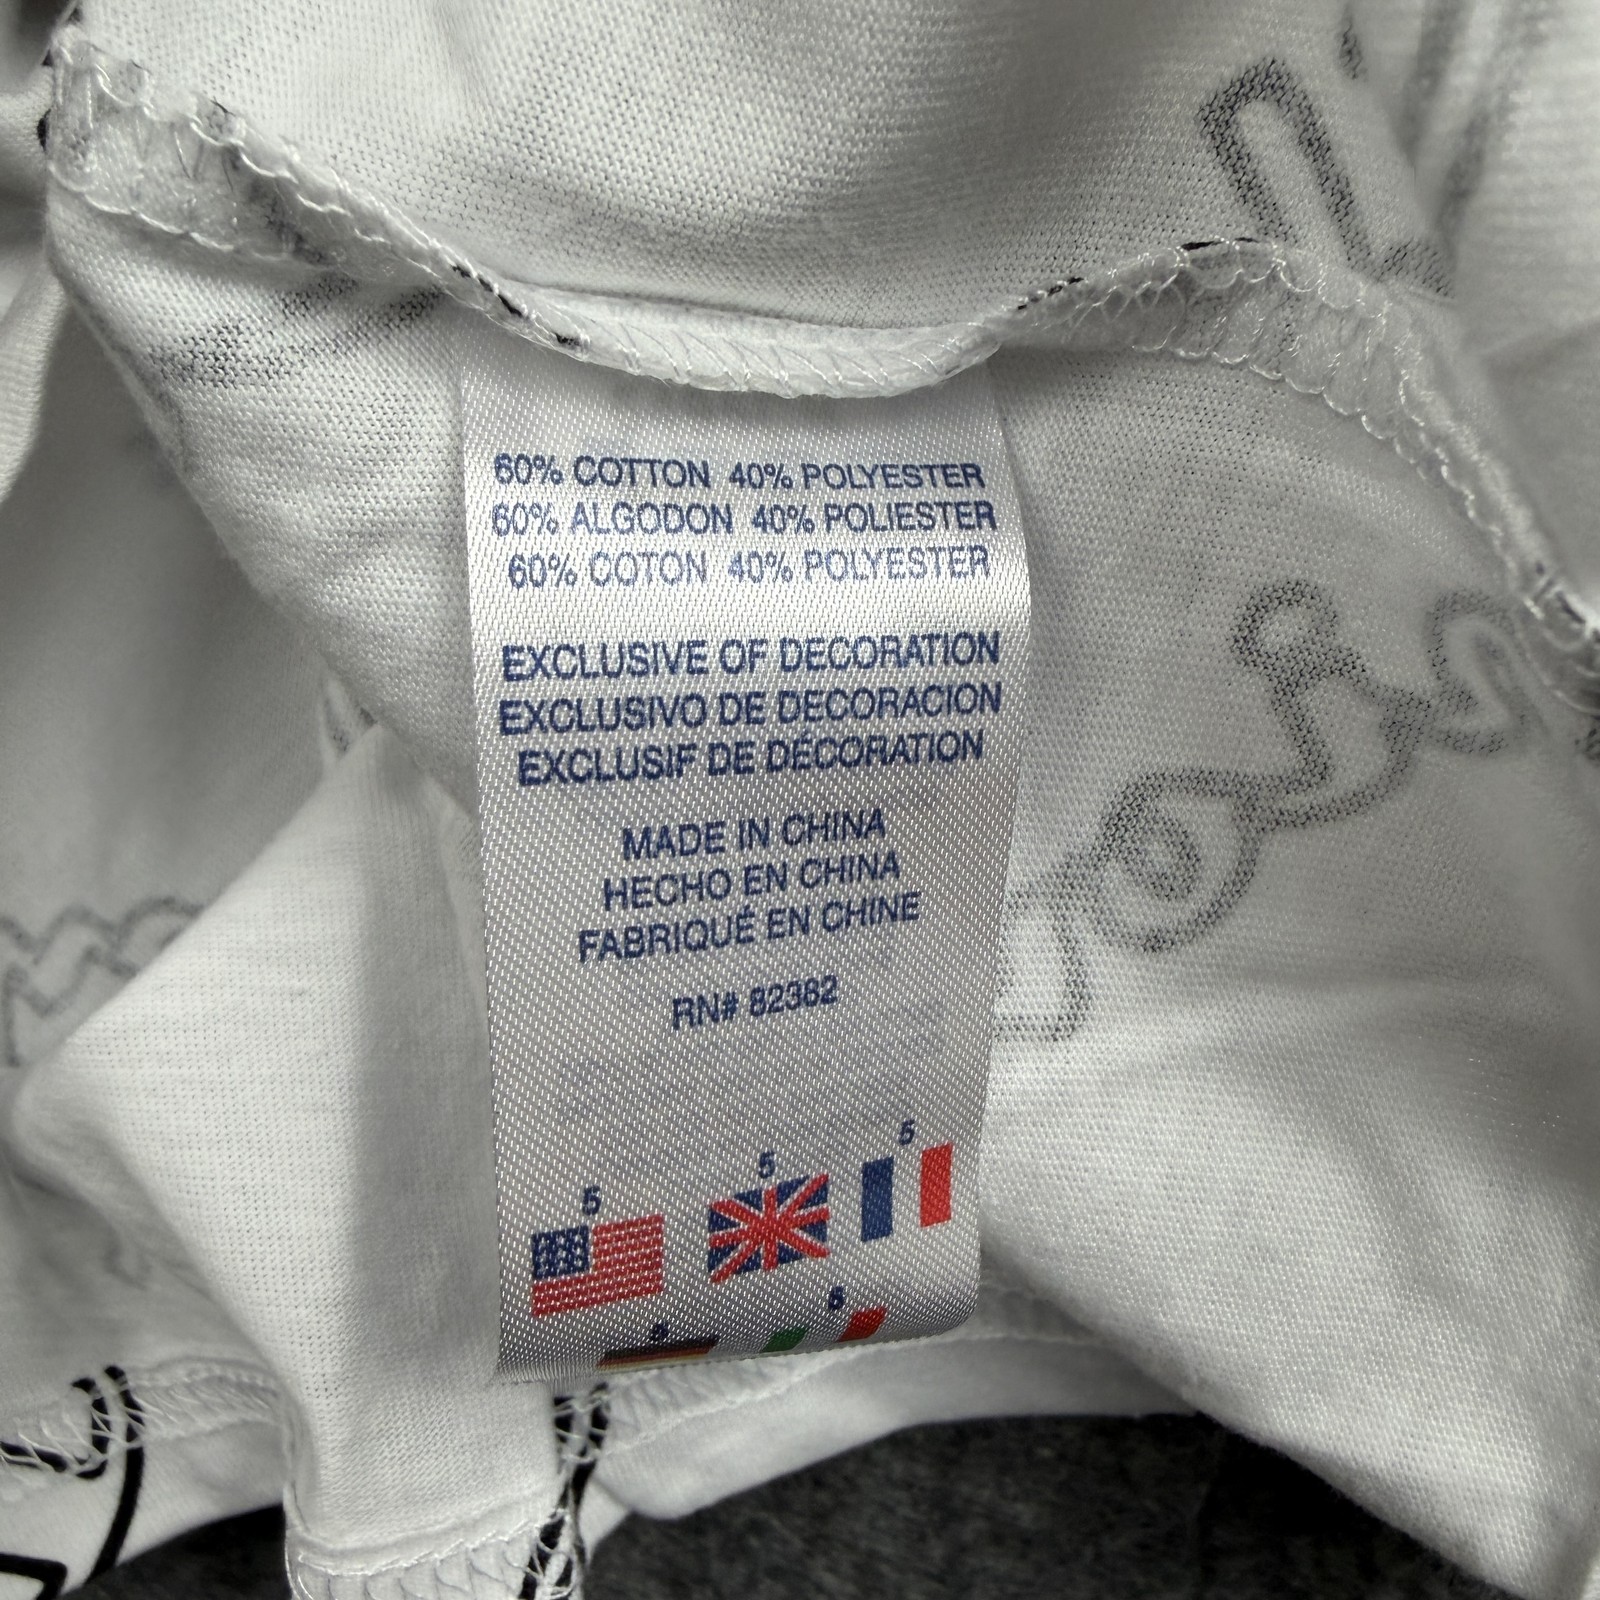 60% COTTON 40% POLYESTER
60% ALGODON 40% POLIESTER
60% COTON 40% POLYESTER
EXCLUSIVE OF DECORATION
EXCLUSIVO DE DECORACION
EXCLUSIF DE DÉCORATION
MADE IN CHINA
HECHO EN CHINA
FABRIQUÉ EN CHINE
RN# 82382
5 5 5